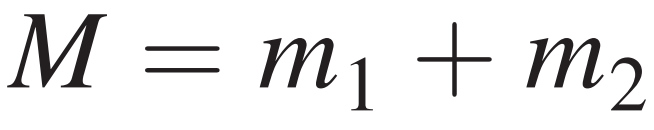 M = m₁ + m₂